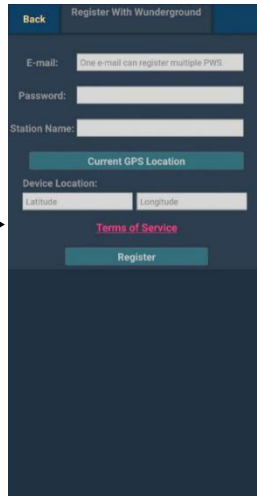 Back
Register With Wunderground
E-mail: One e-mail can register multiple PWS.
Password:
Station Name:
Current GPS Location
Device Location:
Latitude Longitude
Terms of Service
Register